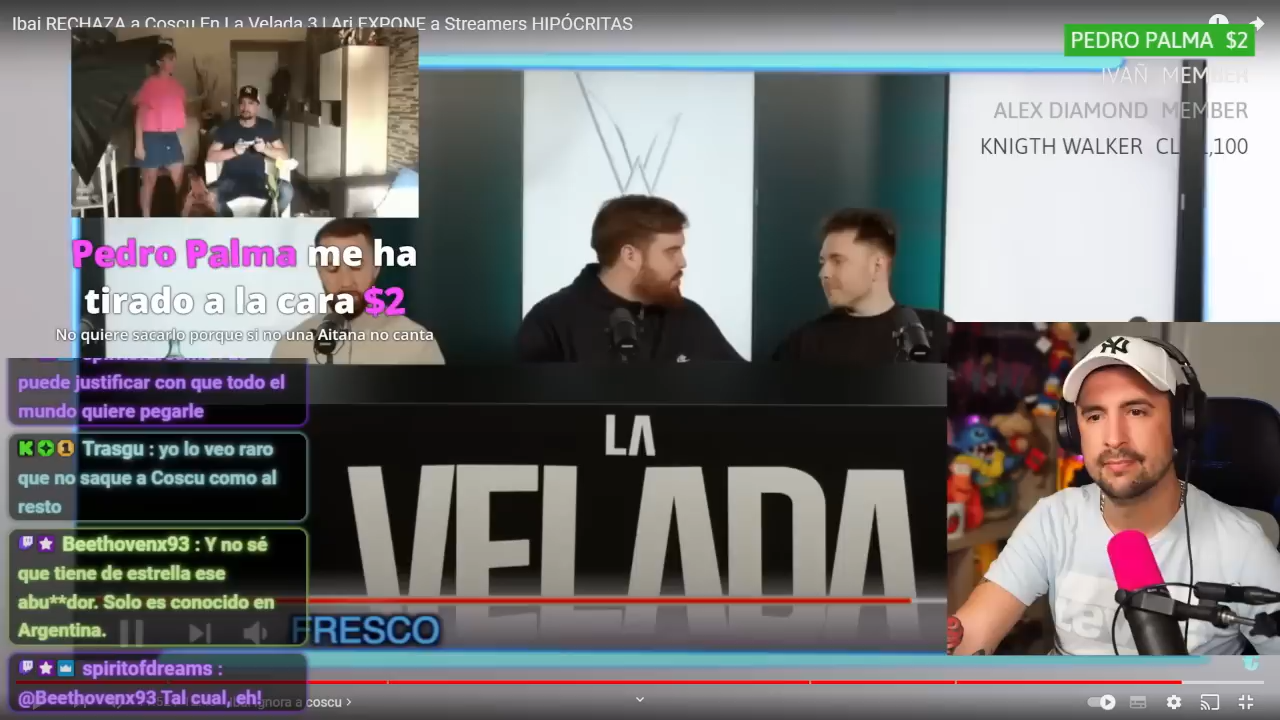 Ibai RECHAZA a Coscu En La Velada 3 | Ari EXPONE a Streamers HIPÓCRITAS
PEDRO PALMA $2
IVAÑ MEMBER
ALEX DIAMOND MEMBER
KNIGTH WALKER
Pedro Palma me ha
tirado a la cara $2
No quiere sacarlo porque si no una Aitana no canta
puede justificar con que todo el
mundo quiere pegarle
Trasgu : yo lo veo raro
que no saque a Coscu como al
resto
Beethovenx93 : Y no sé
que tiene de estrella ese
abu**dor. Solo es conocido en
Argentina.
spiritofdreams :
@Beethovenx93 Tal cual, eh!
LA
VELADA
FRESCO
ignora a coscu
NY